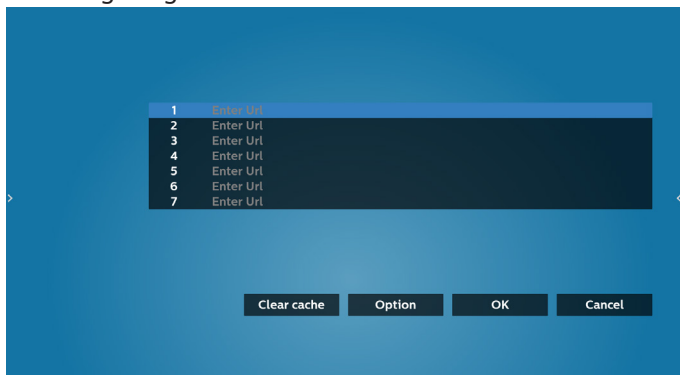 1 Enter Url
2 Enter Url
3 Enter Url
4 Enter Url
5 Enter Url
6 Enter Url
7 Enter Url
Clear cache Option OK Cancel